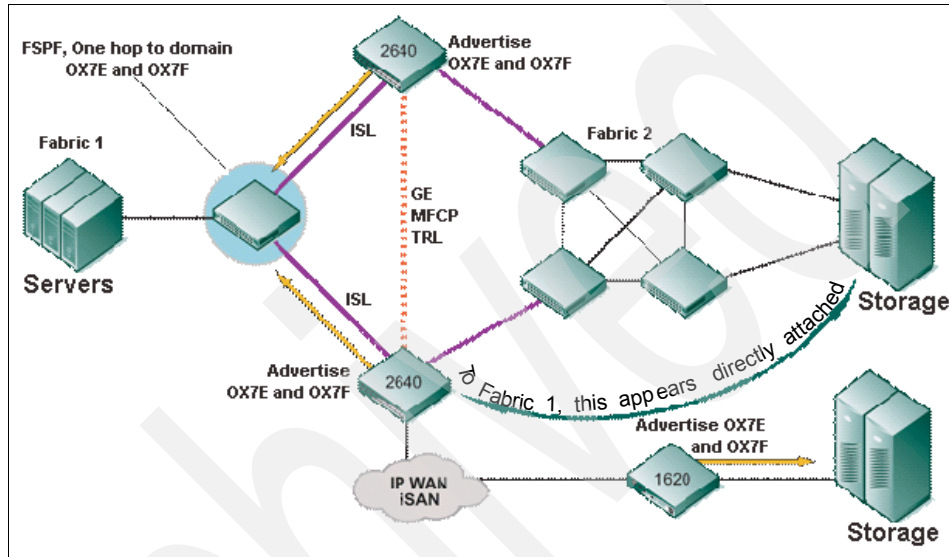 FSPF, One hop to domain
OX7E and OX7F
2640
Advertise
OX7E and OX7F
Fabric 1
ISL
Fabric 2
GE
MFCP
TRL
Servers
ISL
Storage
Advertise
OX7E and OX7F
2640
To Fabric 1, this appears directly attached
Advertise OX7E
and OX7F
IP WAN
iSAN
1620
Storage